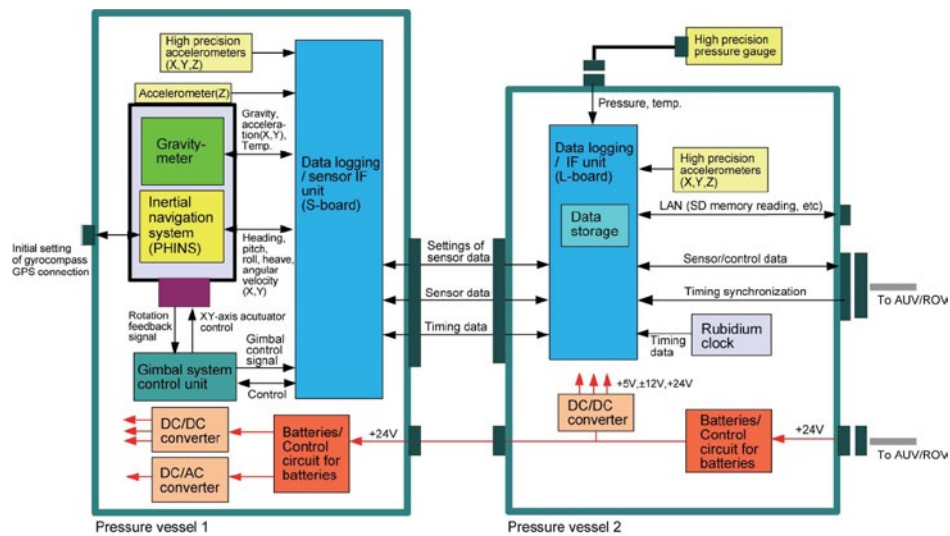 High precision
accelerometers
(X,Y,Z)
Accelerometer(Z)
Gravity-
meter
Gravity,
accelera-
tion(X,Y),
Temp.
Inertial
navigation
system
(PHINS)
Heading,
pitch,
roll, heave,
angular
velocity
(X,Y)
Data logging
/ sensor IF
unit
(S-board)
Initial setting
of gyrocompass
GPS connection
Rotation
feedback
signal
XY-axis acutuator
control
Gimbal system
control unit
Gimbal
control
signal
Control
DC/DC
converter
DC/AC
converter
Batteries/
Control
circuit for
batteries
+24V
Pressure vessel 1
Settings of
sensor data
Sensor data
Timing data
High precision
pressure gauge
Pressure, temp.
Data logging
/ IF unit
(L-board)
Data
storage
High precision
accelerometers
(X,Y,Z)
LAN (SD memory reading, etc)
Sensor/control data
Timing synchronization
To AUV/ROV
Timing
data
Rubidium
clock
+5V,±12V,+24V
DC/DC
converter
Batteries/
Control
circuit for
batteries
+24V
To AUV/ROV
Pressure vessel 2